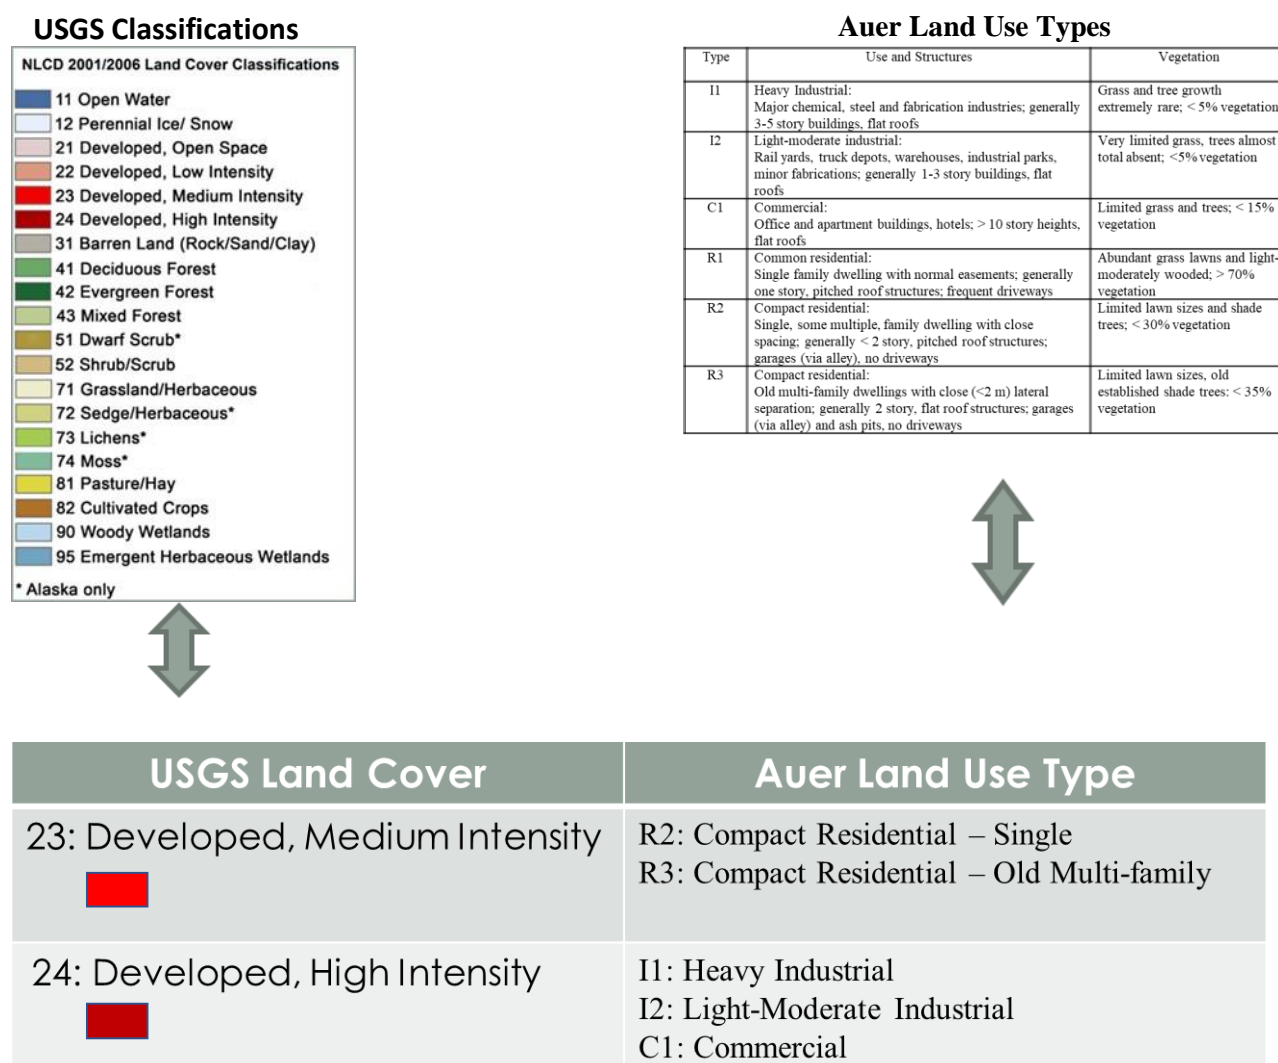 USGS Classifications
NLCD 2001/2006 Land Cover Classifications
11 Open Water
12 Perennial Ice/ Snow
21 Developed, Open Space
22 Developed, Low Intensity
23 Developed, Medium Intensity
24 Developed, High Intensity
31 Barren Land (Rock/Sand/Clay)
41 Deciduous Forest
42 Evergreen Forest
43 Mixed Forest
51 Dwarf Scrub*
52 Shrub/Scrub
71 Grassland/Herbaceous
72 Sedge/Herbaceous*
73 Lichens*
74 Moss*
81 Pasture/Hay
82 Cultivated Crops
90 Woody Wetlands
95 Emergent Herbaceous Wetlands
* Alaska only
Auer Land Use Types
Type Use and Structures Vegetation
I1 Heavy Industrial: Grass and tree growth
Major chemical, steel and fabrication industries; generally extremely rare; < 5% vegetation
3-5 story buildings, flat roofs
I2 Light-moderate industrial: Very limited grass, trees almost
Rail yards, truck depots, warehouses, industrial parks, total absent; <5% vegetation
minor fabrications; generally 1-3 story buildings, flat
roofs
C1 Commercial: Limited grass and trees; < 15%
Office and apartment buildings, hotels; > 10 story heights, vegetation
flat roofs
R1 Common residential: Abundant grass lawns and light-
Single family dwelling with normal easements; generally moderately wooded; > 70%
one story, pitched roof structures; frequent driveways vegetation
R2 Compact residential: Limited lawn sizes and shade
Single, some multiple, family dwelling with close trees; < 30% vegetation
spacing; generally < 2 story, pitched roof structures;
garages (via alley), no driveways
R3 Compact residential: Limited lawn sizes, old
Old multi-family dwellings with close (<2 m) lateral established shade trees: < 35%
separation; generally 2 story, flat roof structures; garages vegetation
(via alley) and ash pits, no driveways
USGS Land Cover Auer Land Use Type
23: Developed, Medium Intensity R2: Compact Residential – Single
R3: Compact Residential – Old Multi-family
24: Developed, High Intensity I1: Heavy Industrial
I2: Light-Moderate Industrial
C1: Commercial